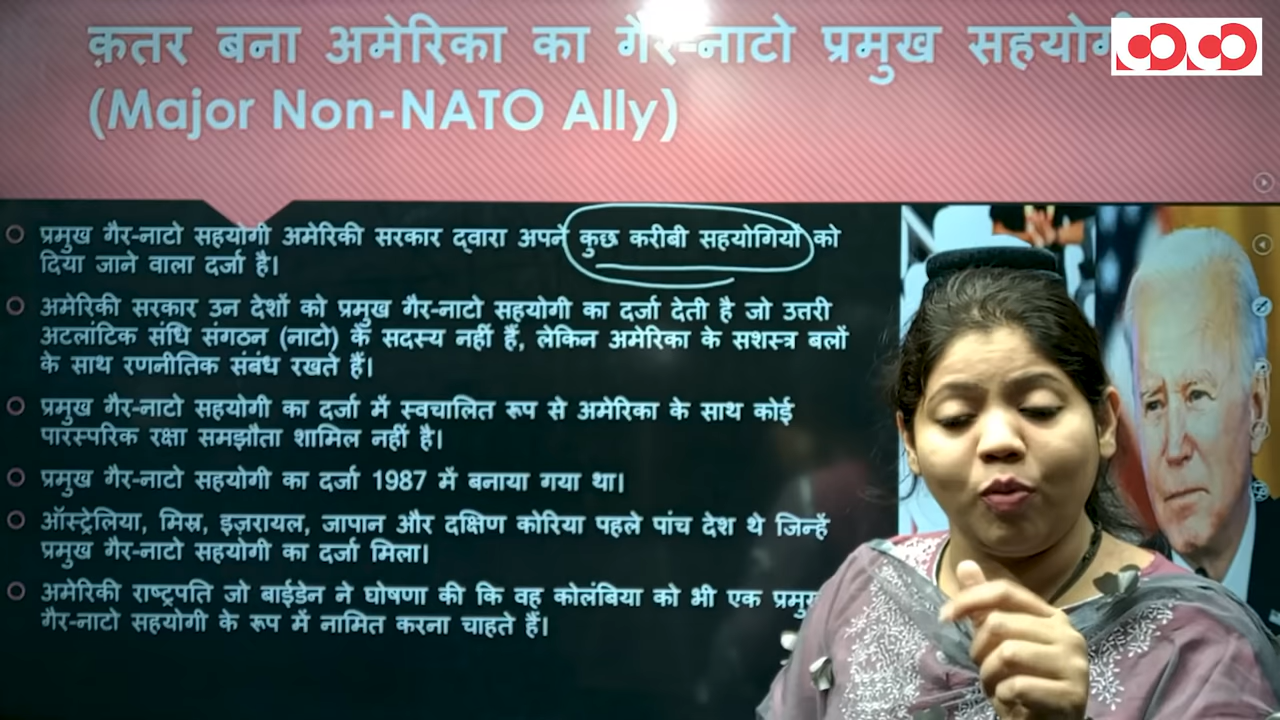 क़तर बना अमेरिका का गैर-नाटो प्रमुख
(Major Non-NATO Ally)
प्रमुख गैर-नाटो सहयोगी अमेरिकी सरकार द्वारा अपने कुछ करीबी सहयोगियों को
दिया जाने वाला दर्जा है।
अमेरिकी सरकार उन देशों को प्रमुख गैर-नाटो सहयोगी का दर्जा देती है जो उत्तरी
अटलांटिक संधि संगठन (नाटो) के सदस्य नहीं हैं, लेकिन अमेरिका के सशस्त्र बलों
के साथ रणनीतिक संबंध रखते हैं।
प्रमुख गैर-नाटो सहयोगी का दर्जा में स्वचालित रूप से अमेरिका के साथ कोई
पारस्परिक रक्षा समझौता शामिल नहीं है।
प्रमुख गैर-नाटो सहयोगी का दर्जा 1987 में बनाया गया था।
ऑस्ट्रेलिया, मिस्र, इज़रायल, जापान और दक्षिण कोरिया पहले पांच देश थे जिन्हें
प्रमुख गैर-नाटो सहयोगी का दर्जा मिला।
अमेरिकी राष्ट्रपति जो बाईडेन ने घोषणा की कि वह कोलंबिया को भी एक
गैर-नाटो सहयोगी के रूप में नामित करना चाहते हैं।